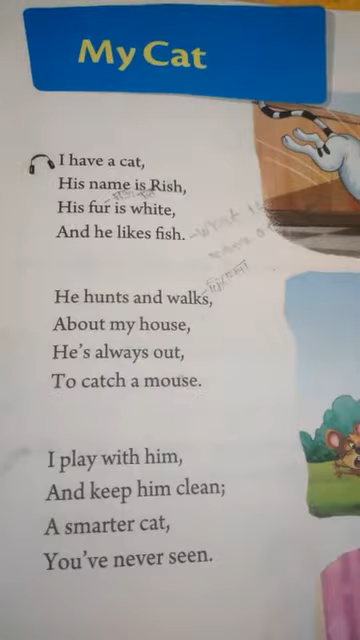 My Cat
I have a cat,
His name is Rish,
His fur is white,
And he likes fish.
He hunts and walks,
About my house,
He's always out,
To catch a mouse.
I play with him,
And keep him clean;
A smarter cat,
You've never seen.